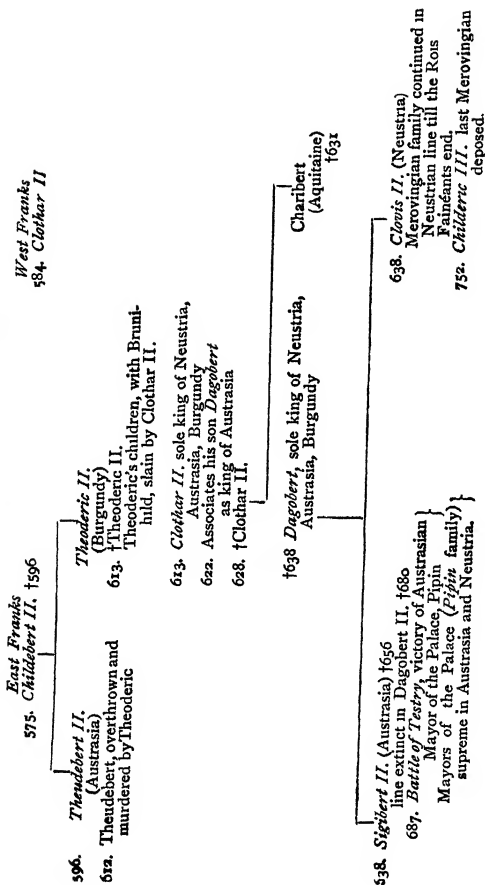 East Franks
575. Childebert II. †596
West Franks
584. Clothar II
596. Theudebert II.
(Austrasia)
612. Theudebert, overthrown and
murdered by Theoderic
Theoderic II.
(Burgundy)
613. †Theoderic II.
Theoderic's children, with Bruni-
hild, slain by Clothar II.
613. Clothar II. sole king of Neustria,
Austrasia, Burgundy
622. Associates his son Dagobert
as king of Austrasia
628. †Clothar II.
†638 Dagobert, sole king of Neustria,
Austrasia, Burgundy
Charibert
(Aquitaine)
†631
638. Sigibert II. (Austrasia) †656
line extinct in Dagobert II. †680
687. Battle of Testry, victory of Austrasian }
Mayor of the Palace, Pipin }
Mayors of the Palace (Pipin family) }
supreme in Austrasia and Neustria. }
638. Clovis II. (Neustria)
Merovingian family continued in
Neustrian line till the Rois
Fainéants end.
752. Childeric III. last Merovingian
deposed.